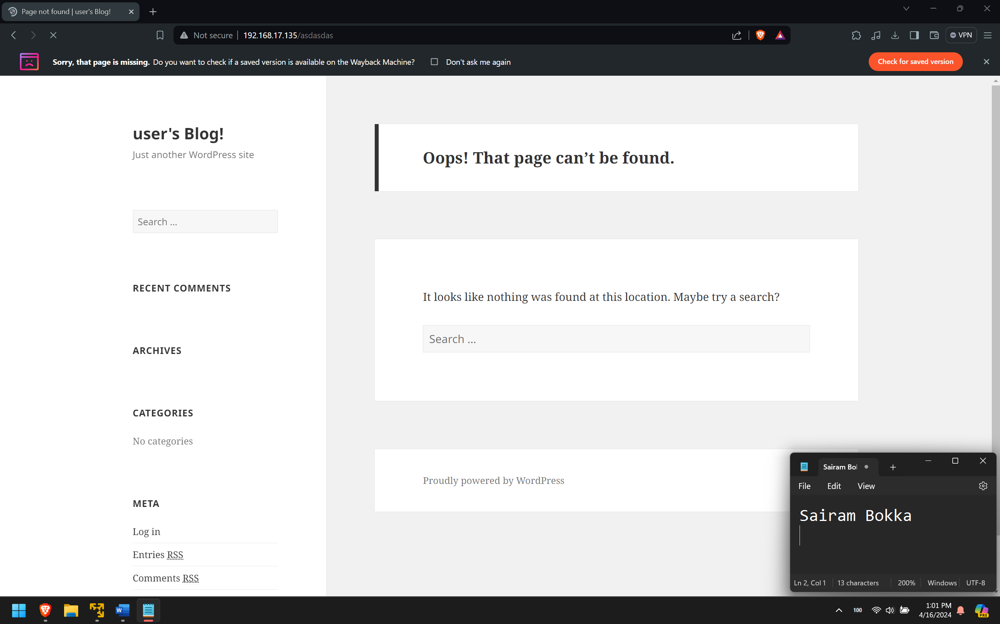 Page not found | user's Blog!
Not secure
192.168.17.135/asdasdas
VPN
Sorry, that page is missing. Do you want to check if a saved version is available on the Wayback Machine?
Don't ask me again
Check for saved version
user's Blog!
Just another WordPress site
Search ...
RECENT COMMENTS
ARCHIVES
CATEGORIES
No categories
META
Log in
Entries RSS
Comments RSS
Oops! That page can’t be found.
It looks like nothing was found at this location. Maybe try a search?
Search ...
Proudly powered by WordPress
Sairam Bo
File Edit View
Sairam Bokka
Ln 2, Col 1 13 characters 200% Windows UTF-8
W
100
1:01 PM
4/16/2024
PRE